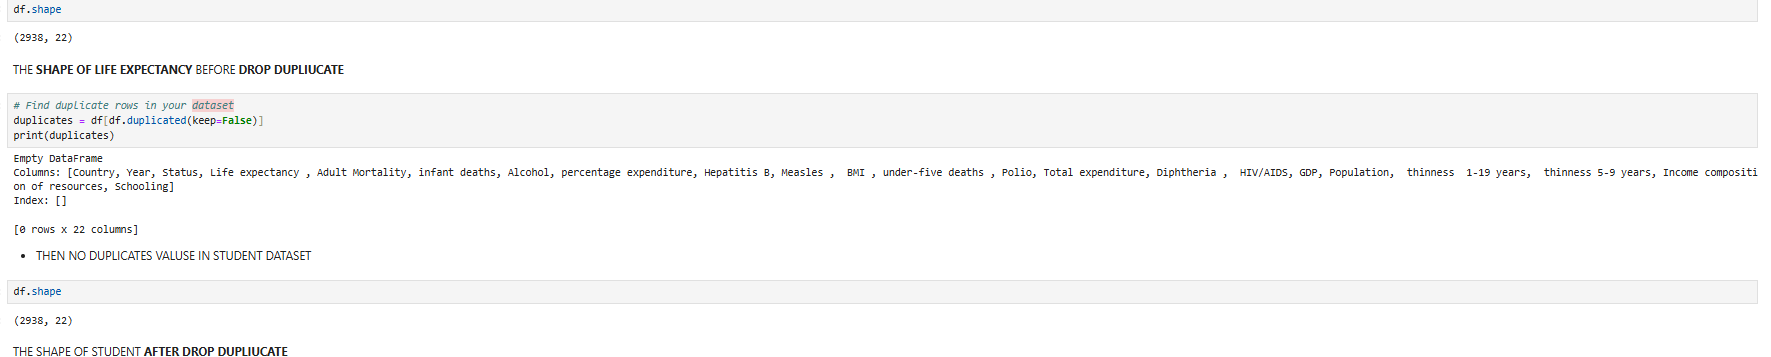 df.shape
(2938, 22)
THE SHAPE OF LIFE EXPECTANCY BEFORE DROP DUPLIUCATE
# Find duplicate rows in your dataset
duplicates = df[df.duplicated(keep=False)]
print(duplicates)
Empty DataFrame
Columns: [Country, Year, Status, Life expectancy , Adult Mortality, infant deaths, Alcohol, percentage expenditure, Hepatitis B, Measles ,  BMI , under-five deaths , Polio, Total expenditure, Diphtheria ,  HIV/AIDS, GDP, Population,  thinness  1-19 years,  thinness 5-9 years, Income compositi
on of resources, Schooling]
Index: []
[0 rows x 22 columns]
• THEN NO DUPLICATES VALUSE IN STUDENT DATASET
df.shape
(2938, 22)
THE SHAPE OF STUDENT AFTER DROP DUPLIUCATE